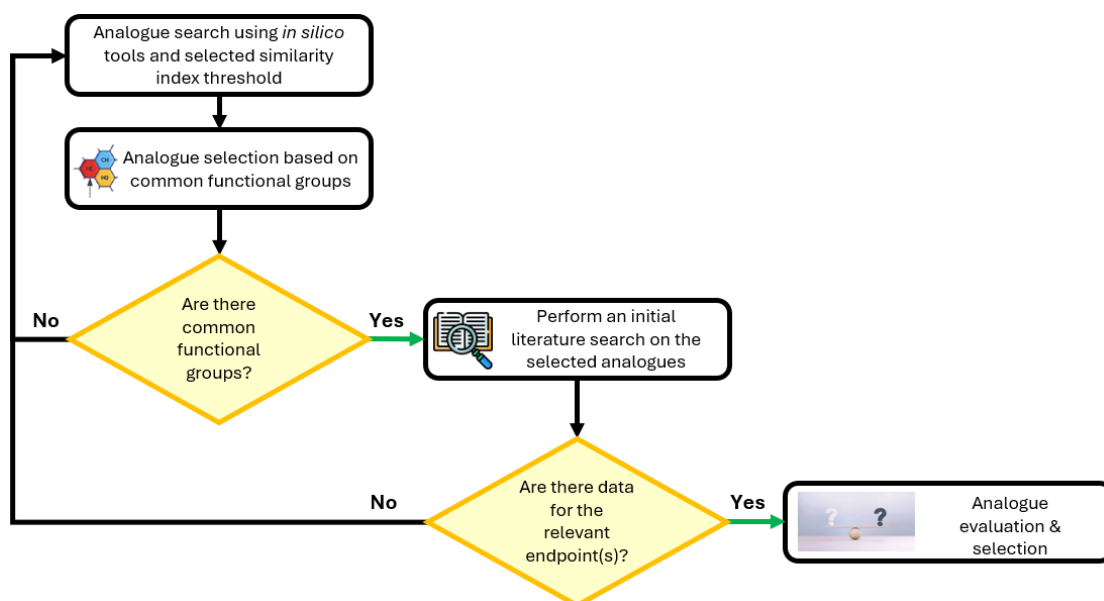 Analogue search using in silico
tools and selected similarity
index threshold
Analogue selection based on
common functional groups
Are there
common
functional
groups?
No
Yes
Perform an initial
literature search on the
selected analogues
Are there data
for the
relevant
endpoint(s)?
No
Yes
? ?
Analogue
evaluation &
selection